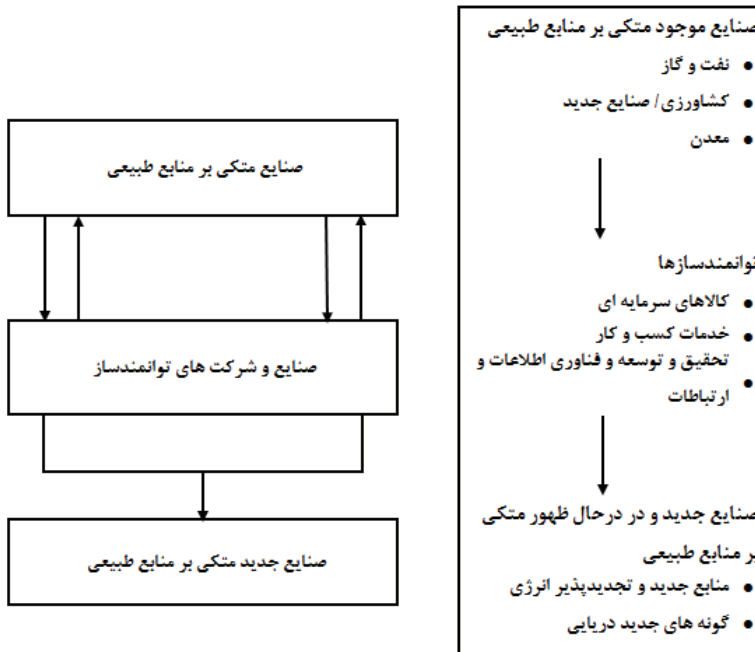 صنایع موجود متکی بر منابع طبیعی
● نفت و گاز
● کشاورزی/ صنایع جدید
● معدن
توانمندسازها
● کالاهای سرمایه ای
● خدمات کسب و کار
تحقیق و توسعه و فناوری اطلاعات و
● ارتباطات
صنایع جدید و در درحال ظهور متکی
بر منابع طبیعی
● منابع جدید و تجدیدپذیر انرژی
● گونه های جدید دریایی
صنایع متکی بر منابع طبیعی
صنایع و شرکت های توانمندساز
صنایع جدید متکی بر منابع طبیعی